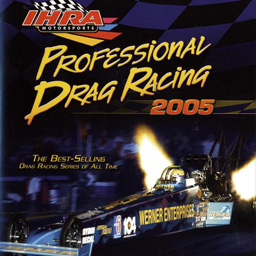 IHRA
MOTORSPORTS
PROFESSIONAL
DRAG RACING
2005
THE BEST-SELLING
DRAG RACING SERIES OF ALL TIME
WERNER ENTERPRISES
104